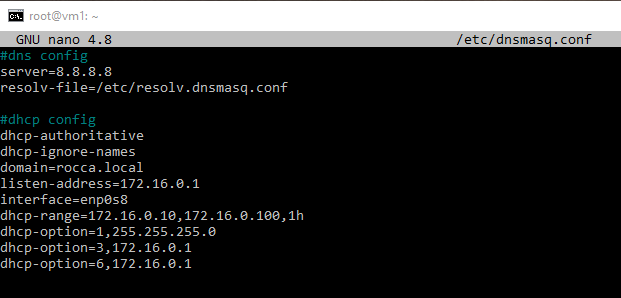 root@vm1: ~
GNU nano 4.8 /etc/dnsmasq.conf
#dns config
server=8.8.8.8
resolv-file=/etc/resolv.dnsmasq.conf
#dhcp config
dhcp-authoritative
dhcp-ignore-names
domain=rocca.local
listen-address=172.16.0.1
interface=enp0s8
dhcp-range=172.16.0.10,172.16.0.100,1h
dhcp-option=1,255.255.255.0
dhcp-option=3,172.16.0.1
dhcp-option=6,172.16.0.1